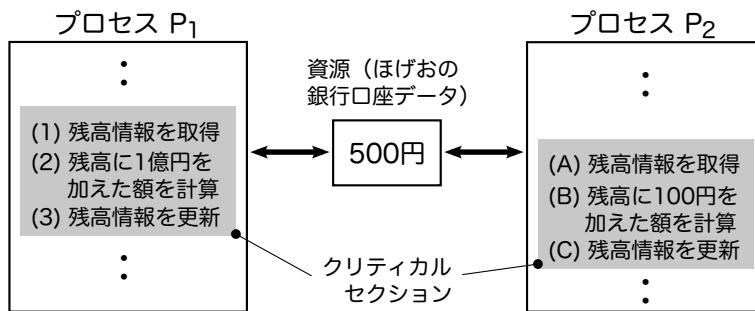 プロセス P1
:
(1) 残高情報を取得
(2) 残高に1億円を
加えた額を計算
(3) 残高情報を更新
:
資源（ほげおの
銀行口座データ）
500円
クリティカル
セクション
プロセス P2
:
(A) 残高情報を取得
(B) 残高に100円を
加えた額を計算
(C) 残高情報を更新
: